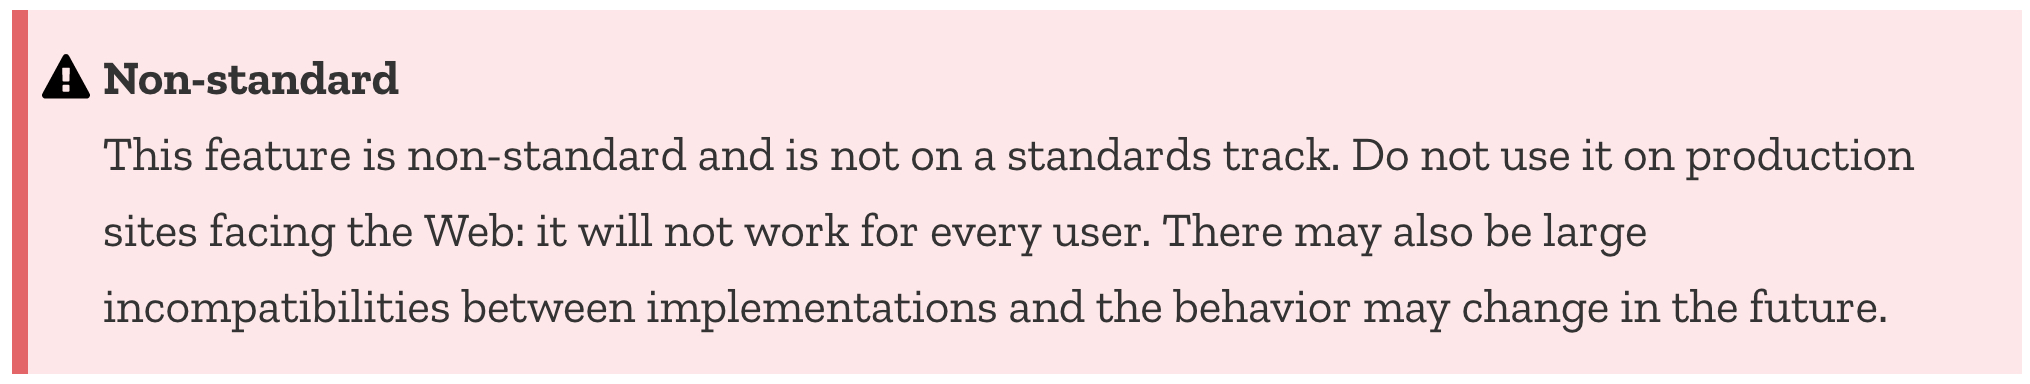 Non-standard
This feature is non-standard and is not on a standards track. Do not use it on production
sites facing the Web: it will not work for every user. There may also be large
incompatibilities between implementations and the behavior may change in the future.